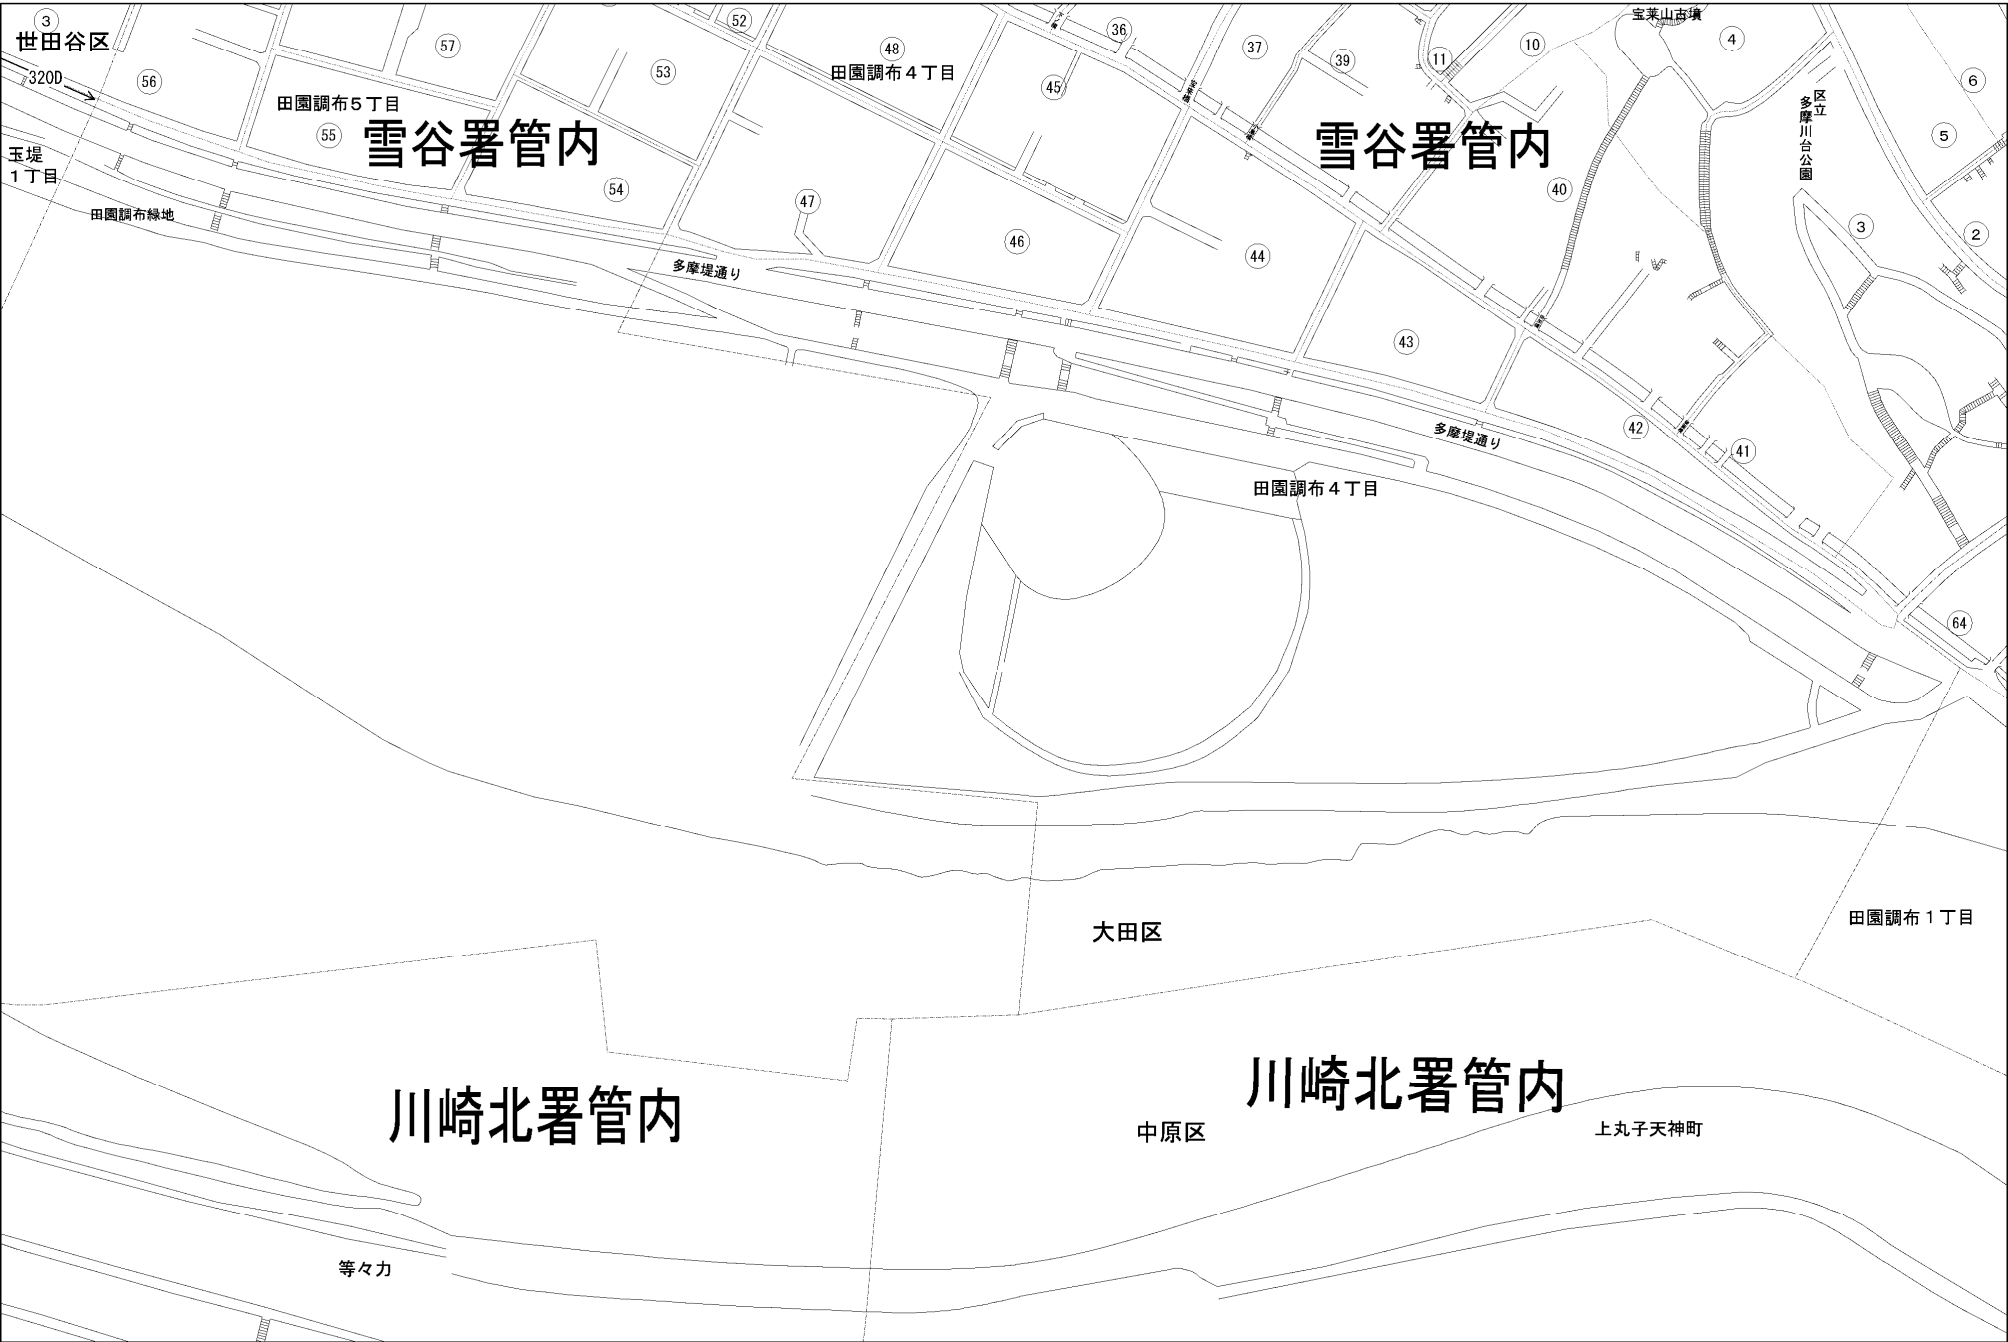 3
世田谷区
320D
56
57
田園調布５丁目
55
雪谷署管内
玉堤
１丁目
田園調布緑地
54
53
52
48
田園調布４丁目
45
47
46
36
37
39
11
10
宝莱山古墳
4
6
5
区立
多摩川台公園
雪谷署管内
40
3
2
44
43
42
41
64
多摩堤通り
多摩堤通り
田園調布４丁目
大田区
田園調布１丁目
川崎北署管内
川崎北署管内
中原区
上丸子天神町
等々力